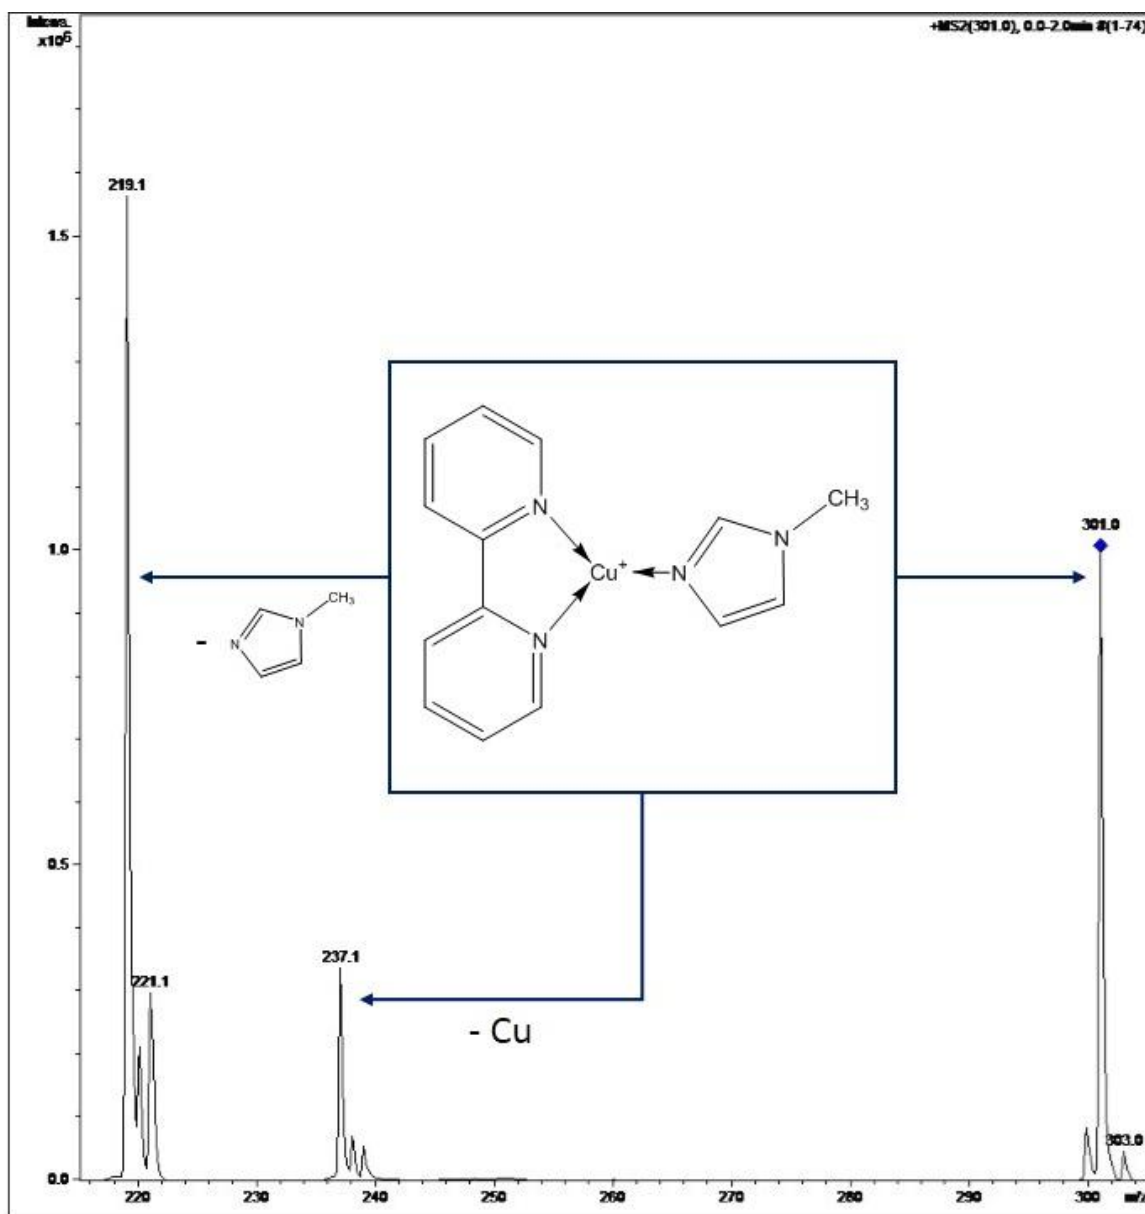 Intens.
x10⁶
+MS2(301.0), 0.0-2.0min #(1-74)
219.1
1.5
CH₃
N
301.0
1.0
N
Cu⁺
N
CH₃
-
N
N
N
0.5
237.1
221.1
- Cu
303.0
0.0
220
230
240
250
260
270
280
290
300
m/z